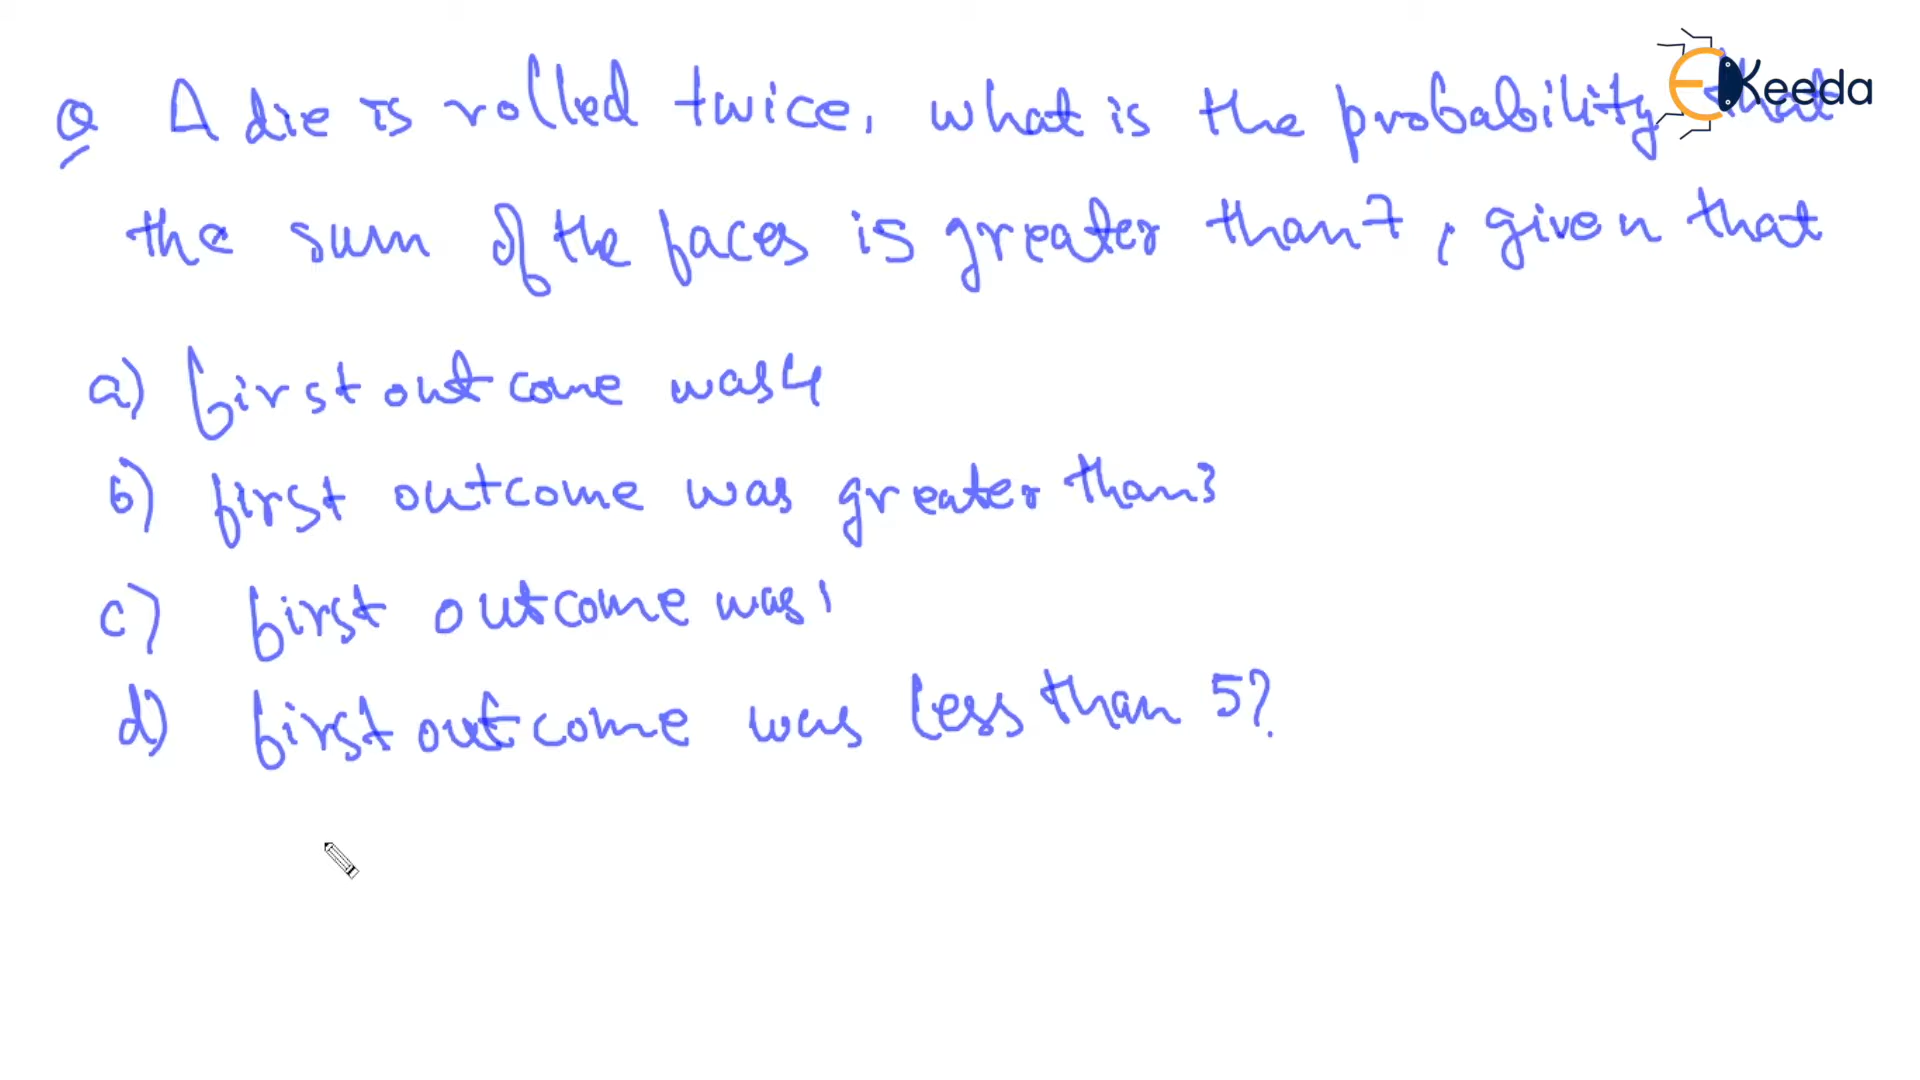 Q A die is rolled twice, what is the probability that
EKeeda
the sum of the faces is greater than 7, given that
a) first outcome was 4
b) first outcome was greater than 3
c) first outcome was 1
d) first outcome was less than 5?